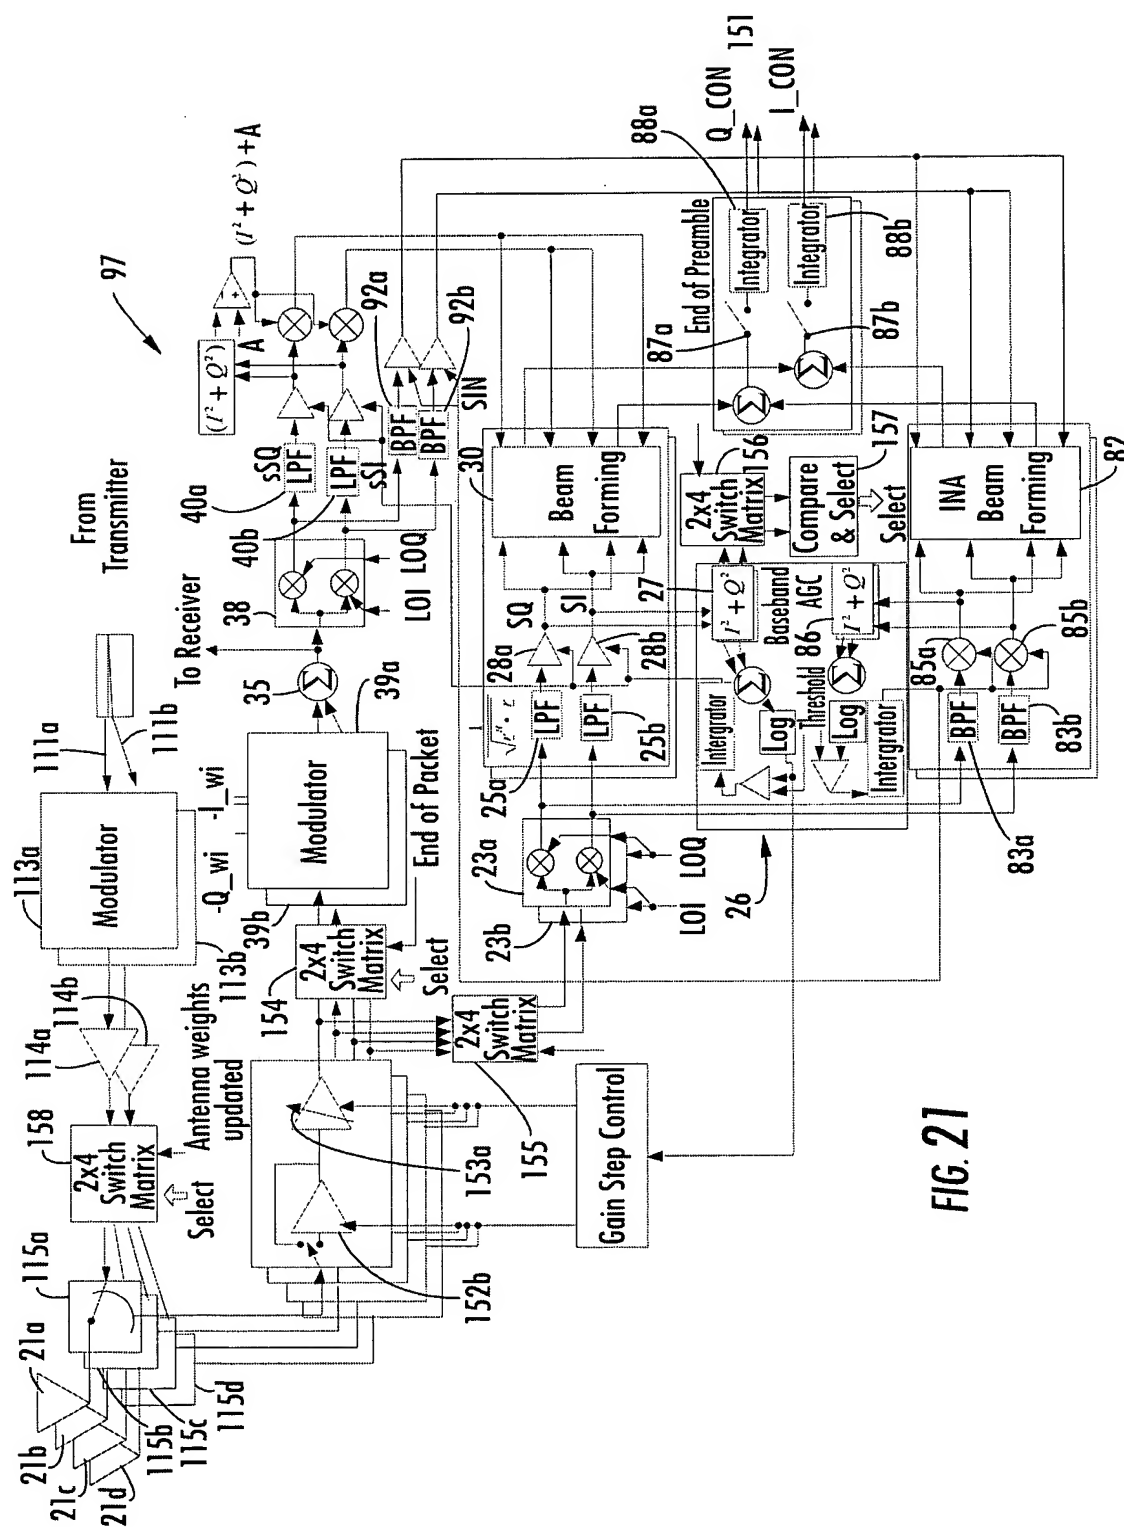 21a
21b
21c
21d
115a
115b
115c
115d
158
2x4
Switch
Matrix
Select
Antenna weights
updated
114a
114b
113a
Modulator
113b
111a
111b
From
Transmitter
97
152b
153a
Gain Step Control
154
2x4
Switch
Matrix
Select
End of Packet
155
2x4
Switch
Matrix
-Q_wi
-I_wi
39b
Modulator
39a
35
To Receiver
38
LOI
LOQ
40a
sSQ
LPF
40b
LPF
sSI
BPF
BPF
92a
92b
SIN
(I² + Q²)
A
(I² + Q²) + A
23a
23b
LOI
LOQ
25a
LPF
LPF
25b
28a
28b
SQ
SI
30
Beam
Forming
26
Intergrator
Log
Threshold
Log
Intergrator
27
I² + Q²
Baseband
AGC
86
I² + Q²
2x4
Switch
Matrix
156
Compare
& Select
157
Select
83a
BPF
BPF
83b
85a
85b
INA
Beam
Forming
82
87a
87b
End of Preamble
Integrator
Integrator
88a
88b
Q_CON
151
I_CON
FIG. 21